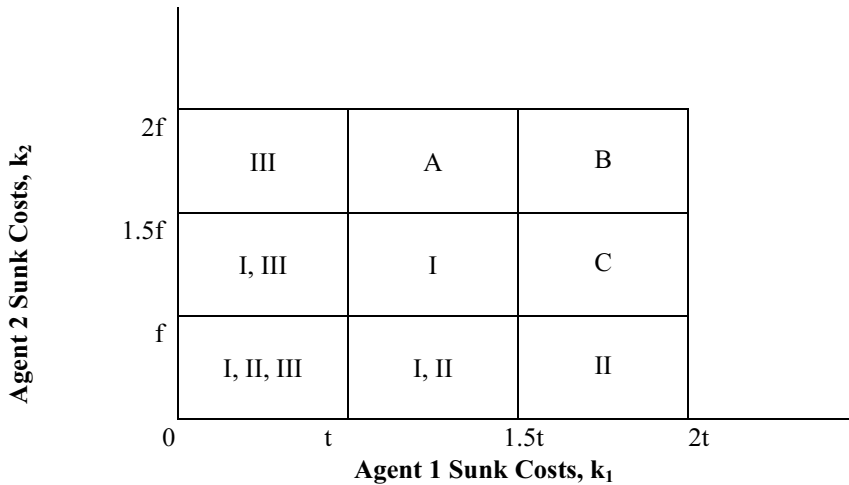 Agent 2 Sunk Costs, k₂
2f
III
A
B
1.5f
I, III
I
C
f
I, II, III
I, II
II
0
t
1.5t
2t
Agent 1 Sunk Costs, k₁